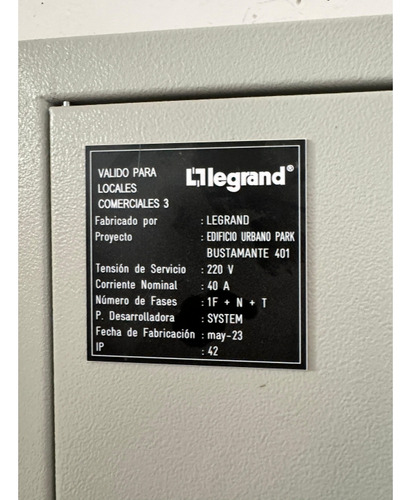 VALIDO PARA
LOCALES
COMERCIALES 3
legrand®
Fabricado por : LEGRAND
Proyecto : EDIFICIO URBANO PARK
BUSTAMANTE 401
Tensión de Servicio : 220 V
Corriente Nominal : 40 A
Número de Fases : 1F + N + T
P. Desarrolladora : SYSTEM
Fecha de Fabricación : may-23
IP : 42